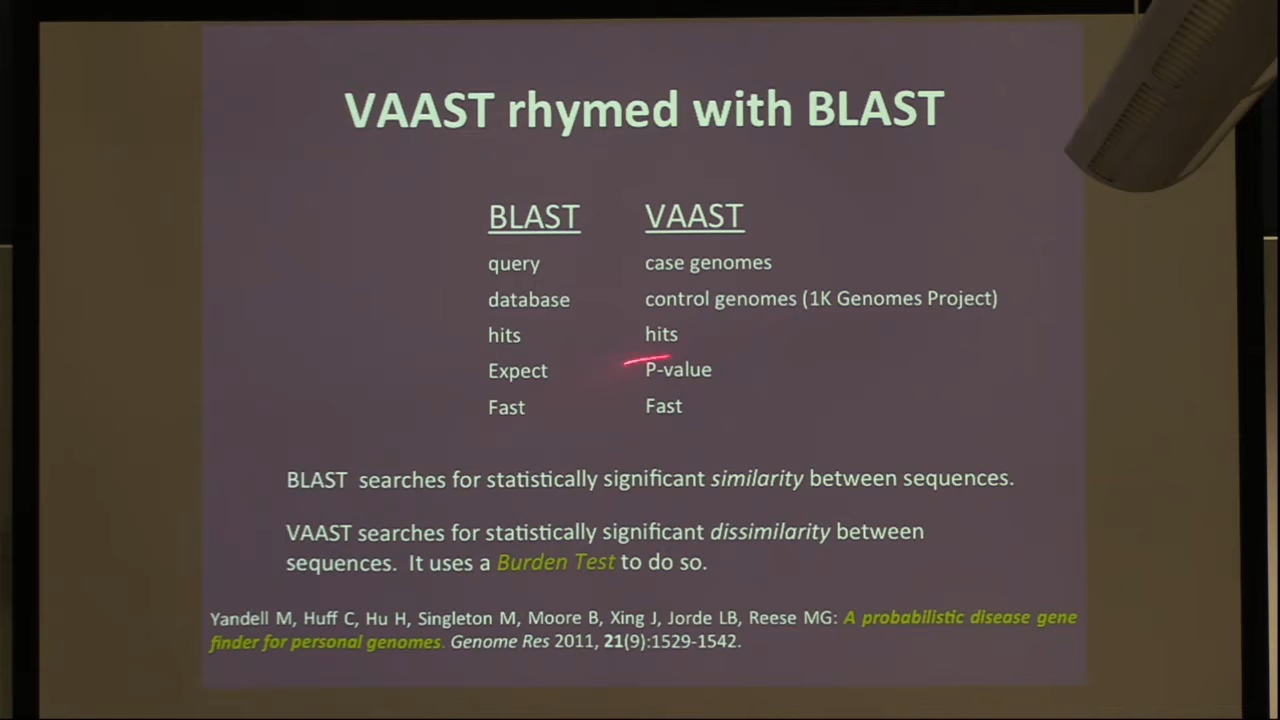 VAAST rhymed with BLAST
BLAST VAAST
query case genomes
database control genomes (1K Genomes Project)
hits hits
Expect P-value
Fast Fast
BLAST searches for statistically significant similarity between sequences.
VAAST searches for statistically significant dissimilarity between
sequences. It uses a Burden Test to do so.
Yandell M, Huff C, Hu H, Singleton M, Moore B, Xing J, Jorde LB, Reese MG: A probabilistic disease gene
finder for personal genomes. Genome Res 2011, 21(9):1529-1542.